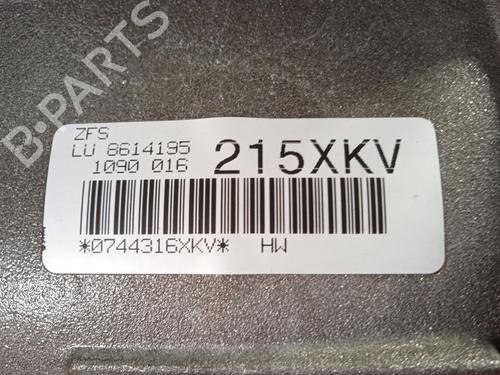 B-PARTS
ZFS
LU 8614195
1090 016
215XKV
*0744316XKV* HW